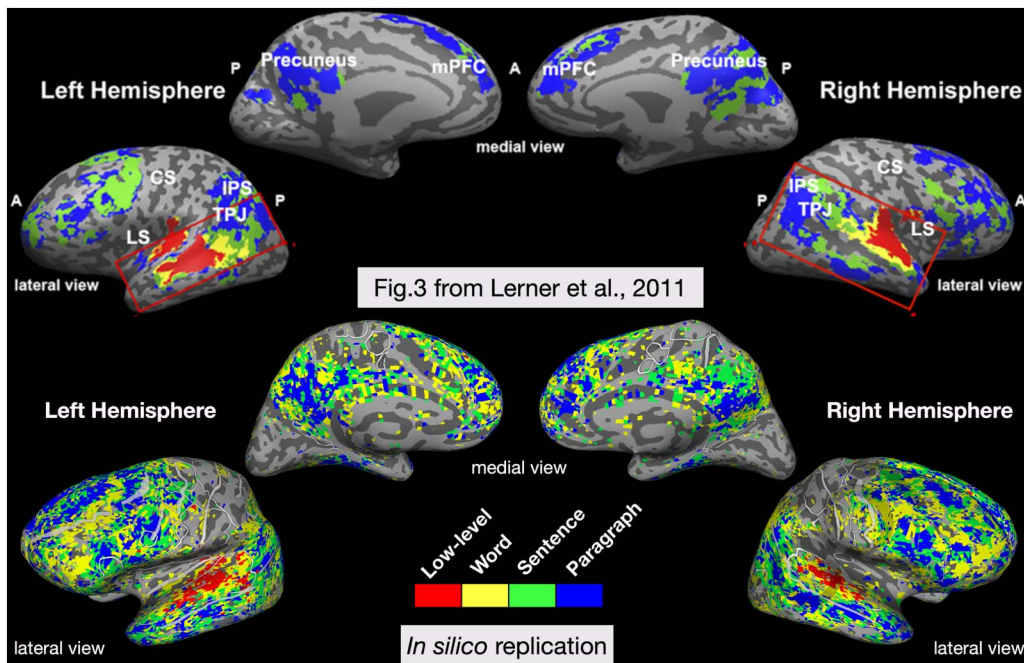 Left Hemisphere
P
Precuneus
mPFC
A
mPFC
Precuneus
P
Right Hemisphere
medial view
A
CS
IPS
TPJ
P
LS
lateral view
P
IPS
TPJ
CS
LS
A
lateral view
Fig.3 from Lerner et al., 2011
Left Hemisphere
Right Hemisphere
medial view
Low-level
Word
Sentence
Paragraph
lateral view
In silico replication
lateral view